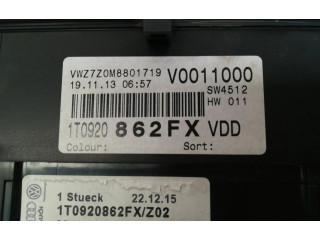 VWZ7Z0M8801719 V0011000
19.11.13 06:57 SW4512
HW 011
1T0920 862FX VDD
Colour: Sort:
1 Stueck 22.12.15
1T0920862FX/Z02